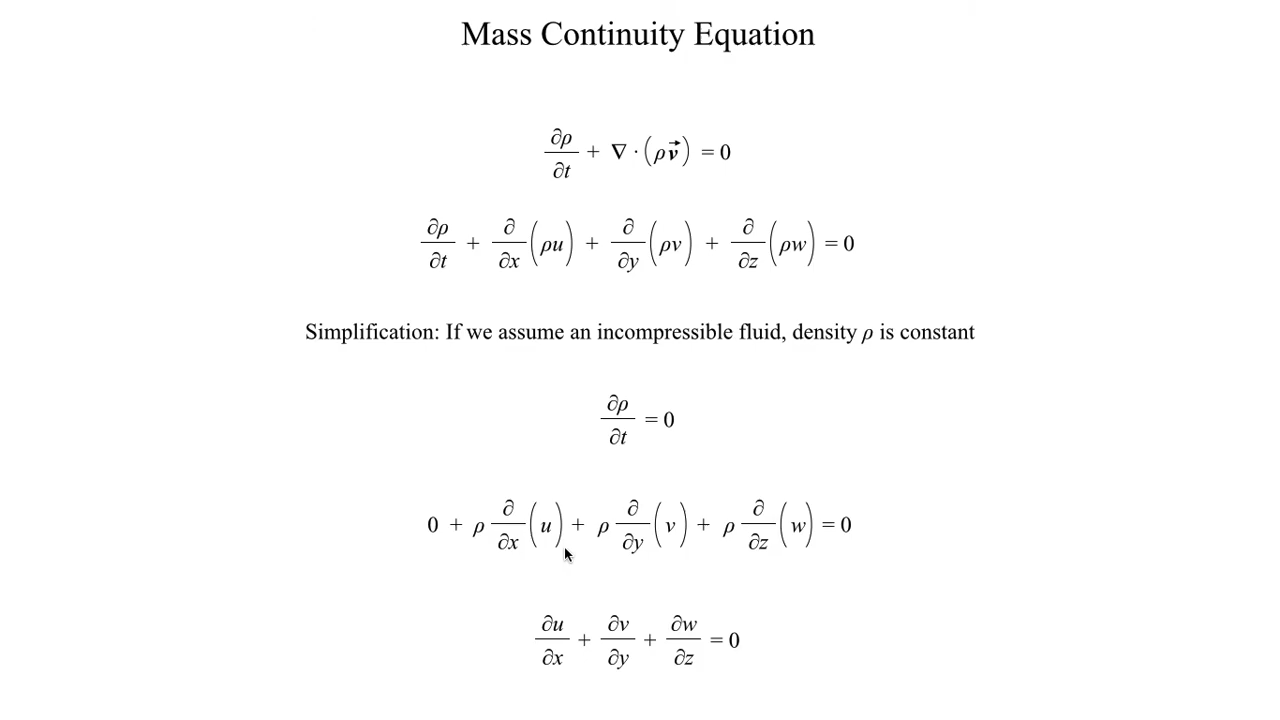 Mass Continuity Equation
∂ρ/∂t + ∇ · (ρv⃗) = 0
∂ρ/∂t + ∂/∂x (ρu) + ∂/∂y (ρv) + ∂/∂z (ρw) = 0
Simplification: If we assume an incompressible fluid, density ρ is constant
∂ρ/∂t = 0
0 + ρ ∂/∂x (u) + ρ ∂/∂y (v) + ρ ∂/∂z (w) = 0
∂u/∂x + ∂v/∂y + ∂w/∂z = 0